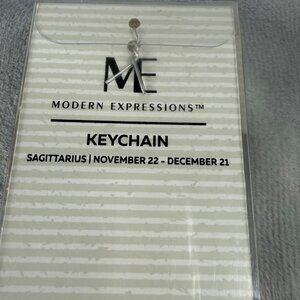 ME
MODERN EXPRESSIONS™
KEYCHAIN
SAGITTARIUS | NOVEMBER 22 - DECEMBER 21